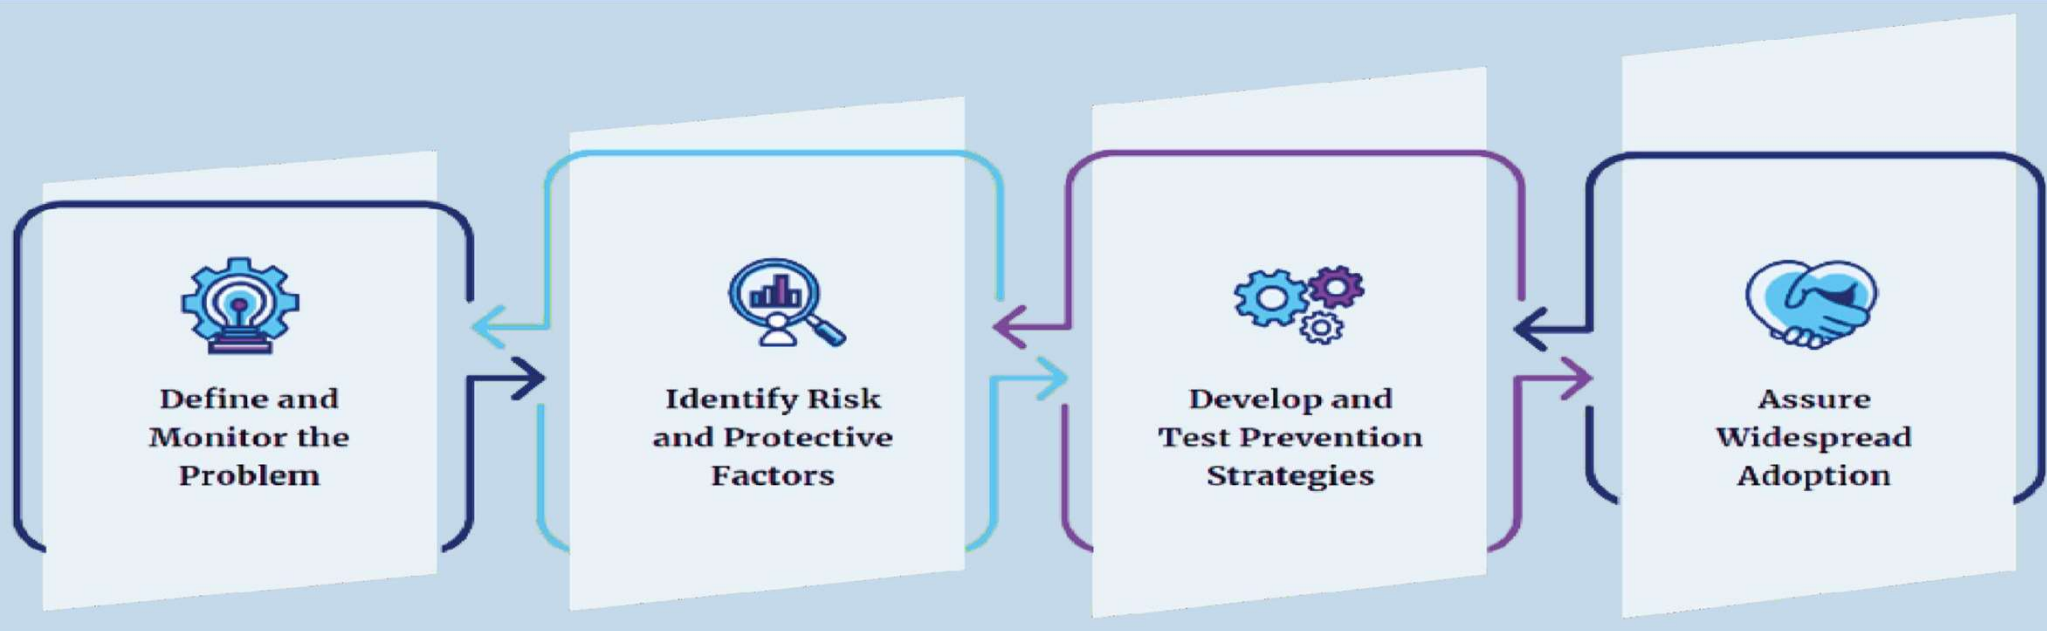 Define and
Monitor the
Problem
Identify Risk
and Protective
Factors
Develop and
Test Prevention
Strategies
Assure
Widespread
Adoption